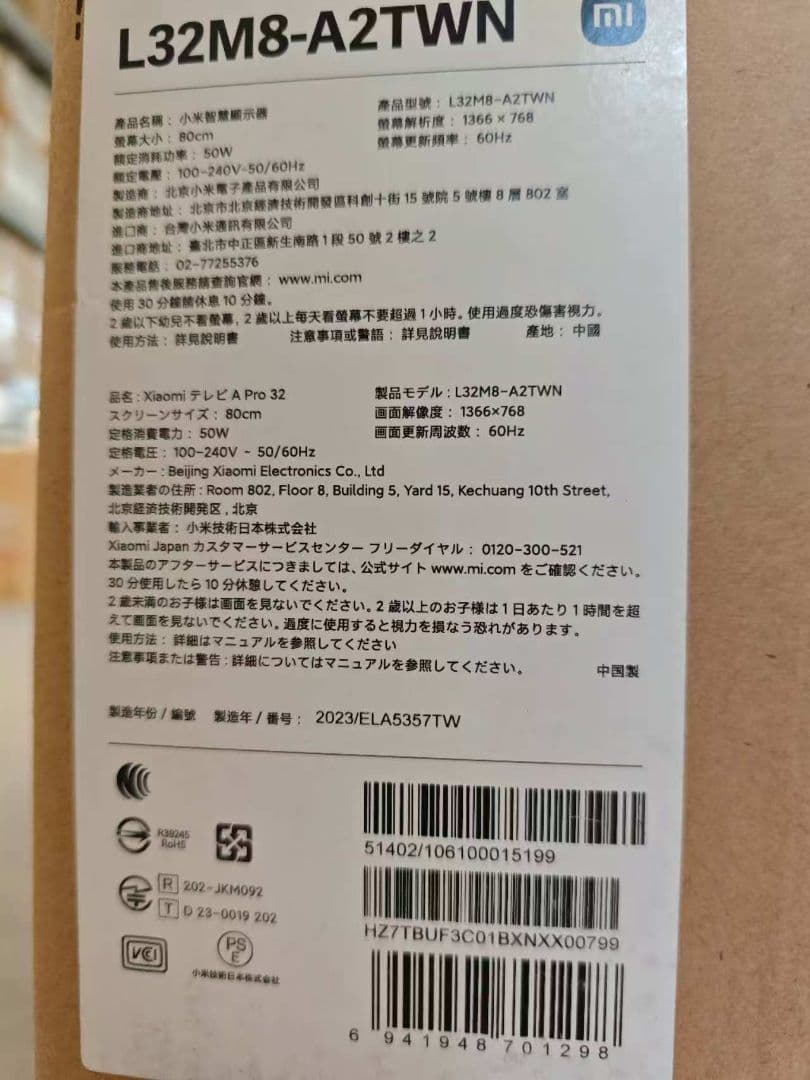 L32M8-A2TWN
mi
產品名稱：小米智慧顯示器 產品型號：L32M8-A2TWN
螢幕大小：80cm 螢幕解析度：1366 × 768
額定消耗功率：50W 螢幕更新頻率：60Hz
額定電壓：100-240V~50/60Hz
製造商：北京小米電子產品有限公司
製造商地址：北京市北京經濟技術開發區科創十街 15 號院 5 號樓 8 層 802 室
進口商：台灣小米通訊有限公司
進口商地址：臺北市中正區新生南路 1 段 50 號 2 樓之 2
服務電話：02-77255376
本產品售後服務請查詢官網：www.mi.com
使用 30 分鐘請休息 10 分鐘。
2 歲以下幼兒不看螢幕，2 歲以上每天看螢幕不要超過 1 小時。使用過度恐傷害視力。
使用方法：詳見說明書 注意事項或警語：詳見說明書 產地：中國
品名 : Xiaomi テレビ A Pro 32 製品モデル : L32M8-A2TWN
スクリーンサイズ：80cm 画面解像度：1366×768
定格消費電力：50W 画面更新周波数：60Hz
定格電圧：100-240V ~ 50/60Hz
メーカー : Beijing Xiaomi Electronics Co., Ltd
製造業者の住所 : Room 802, Floor 8, Building 5, Yard 15, Kechuang 10th Street,
北京経済技術開発区 , 北京
輸入事業者：小米技術日本株式会社
Xiaomi Japan カスタマーサービスセンター フリーダイヤル：0120-300-521
本製品のアフターサービスにつきましては、公式サイト www.mi.com をご確認ください。
30 分使用したら 10 分休憩してください。
2 歳未満のお子様は画面を見ないでください。2 歳以上のお子様は 1 日あたり 1 時間を超
えて画面を見ないでください。過度に使用すると視力を損なう恐れがあります。
使用方法：詳細はマニュアルを参照してください
注意事項または警告 : 詳細についてはマニュアルを参照してください。 中国製
製造年份 / 編號 製造年 / 番号：2023/ELA5357TW
R38245
RoHS
51402/106100015199
R 202-JKM092
T D 23-0019 202
HZ7TBUF3C01BXNXX00799
VCCI
PS
E
小米技術日本株式会社
6 941948 701298